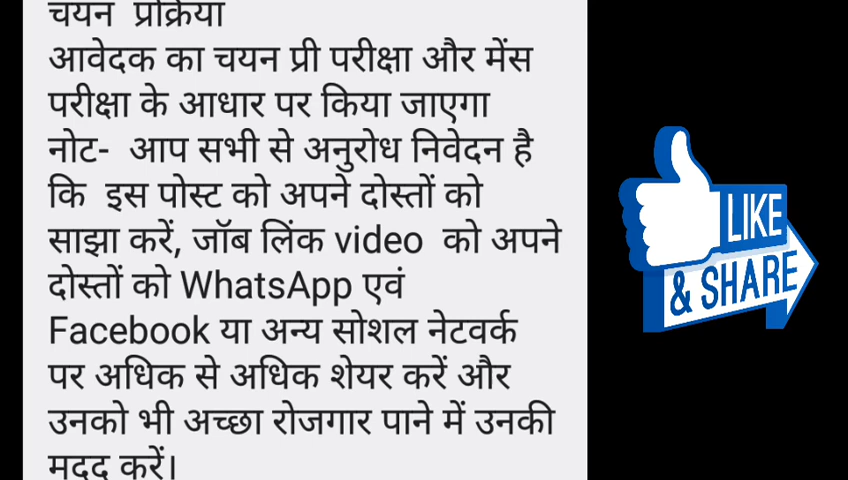 चयन प्रक्रिया
आवेदक का चयन प्री परीक्षा और मेंस
परीक्षा के आधार पर किया जाएगा
नोट- आप सभी से अनुरोध निवेदन है
कि इस पोस्ट को अपने दोस्तों को
साझा करें, जॉब लिंक video को अपने
दोस्तों को WhatsApp एवं
Facebook या अन्य सोशल नेटवर्क
पर अधिक से अधिक शेयर करें और
उनको भी अच्छा रोजगार पाने में उनकी
मदद करें।
LIKE
& SHARE